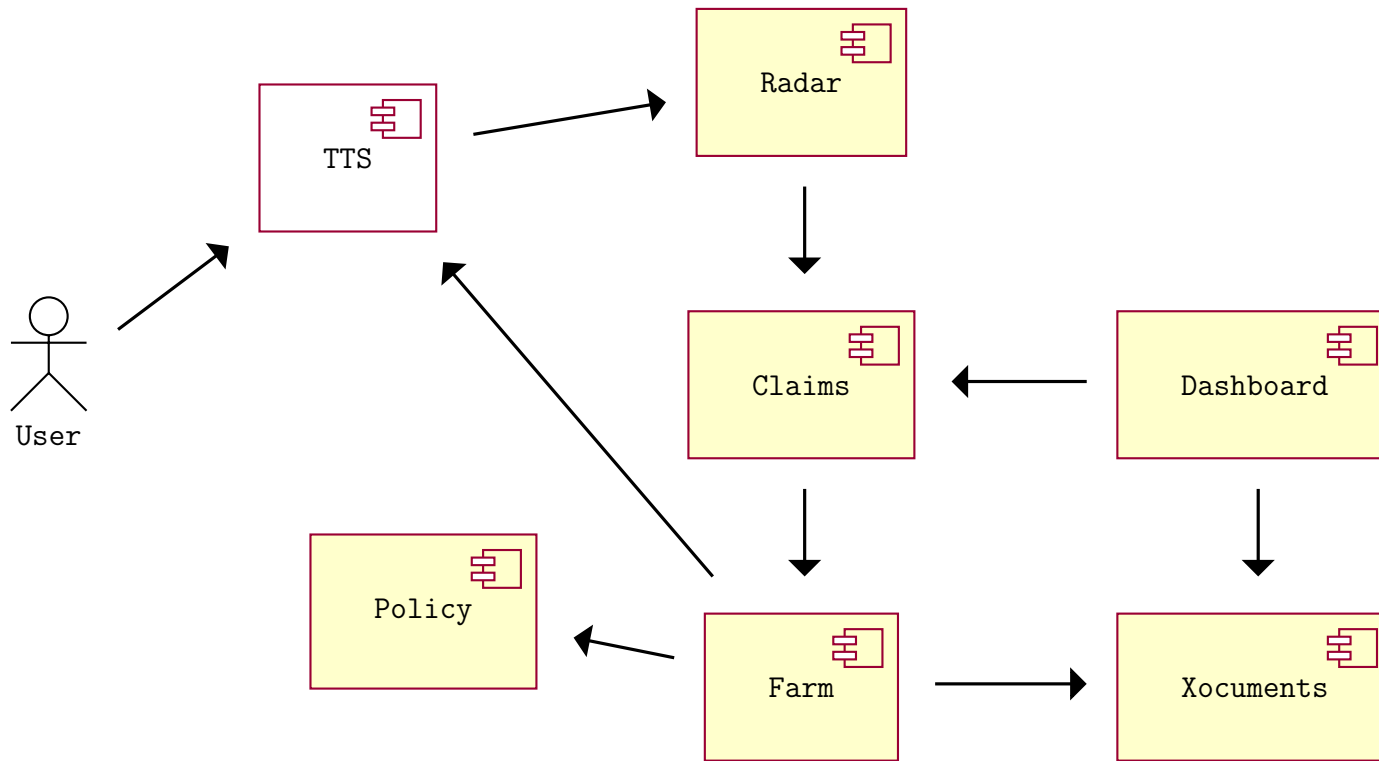 Radar
TTS
Claims
Dashboard
User
Policy
Farm
Xocuments